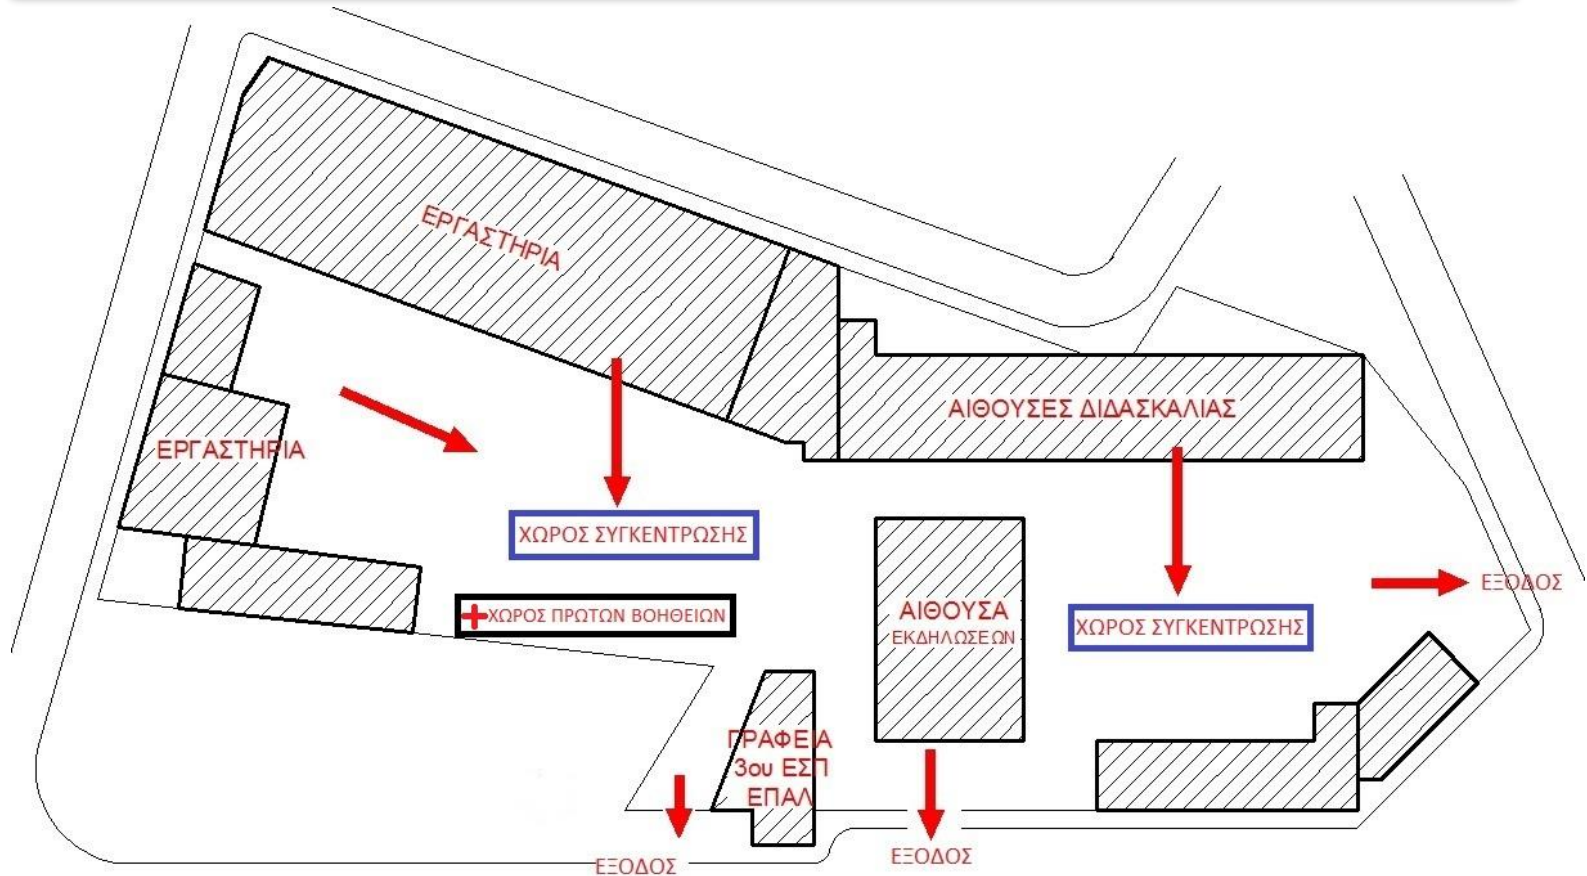 ΕΡΓΑΣΤΗΡΙΑ
ΑΙΘΟΥΣΕΣ ΔΙΔΑΣΚΑΛΙΑΣ
ΕΡΓΑΣΤΗΡΙΑ
ΧΩΡΟΣ ΣΥΓΚΕΝΤΡΩΣΗΣ
ΕΞΟΔΟΣ
ΧΩΡΟΣ ΠΡΩΤΩΝ ΒΟΗΘΕΙΩΝ
ΑΙΘΟΥΣΑ
ΕΚΔΗΛΩΣΕΩΝ
ΧΩΡΟΣ ΣΥΓΚΕΝΤΡΩΣΗΣ
ΓΡΑΦΕΙΑ
3ου ΕΣΠ
ΕΠΑΛ
ΕΞΟΔΟΣ
ΕΞΟΔΟΣ